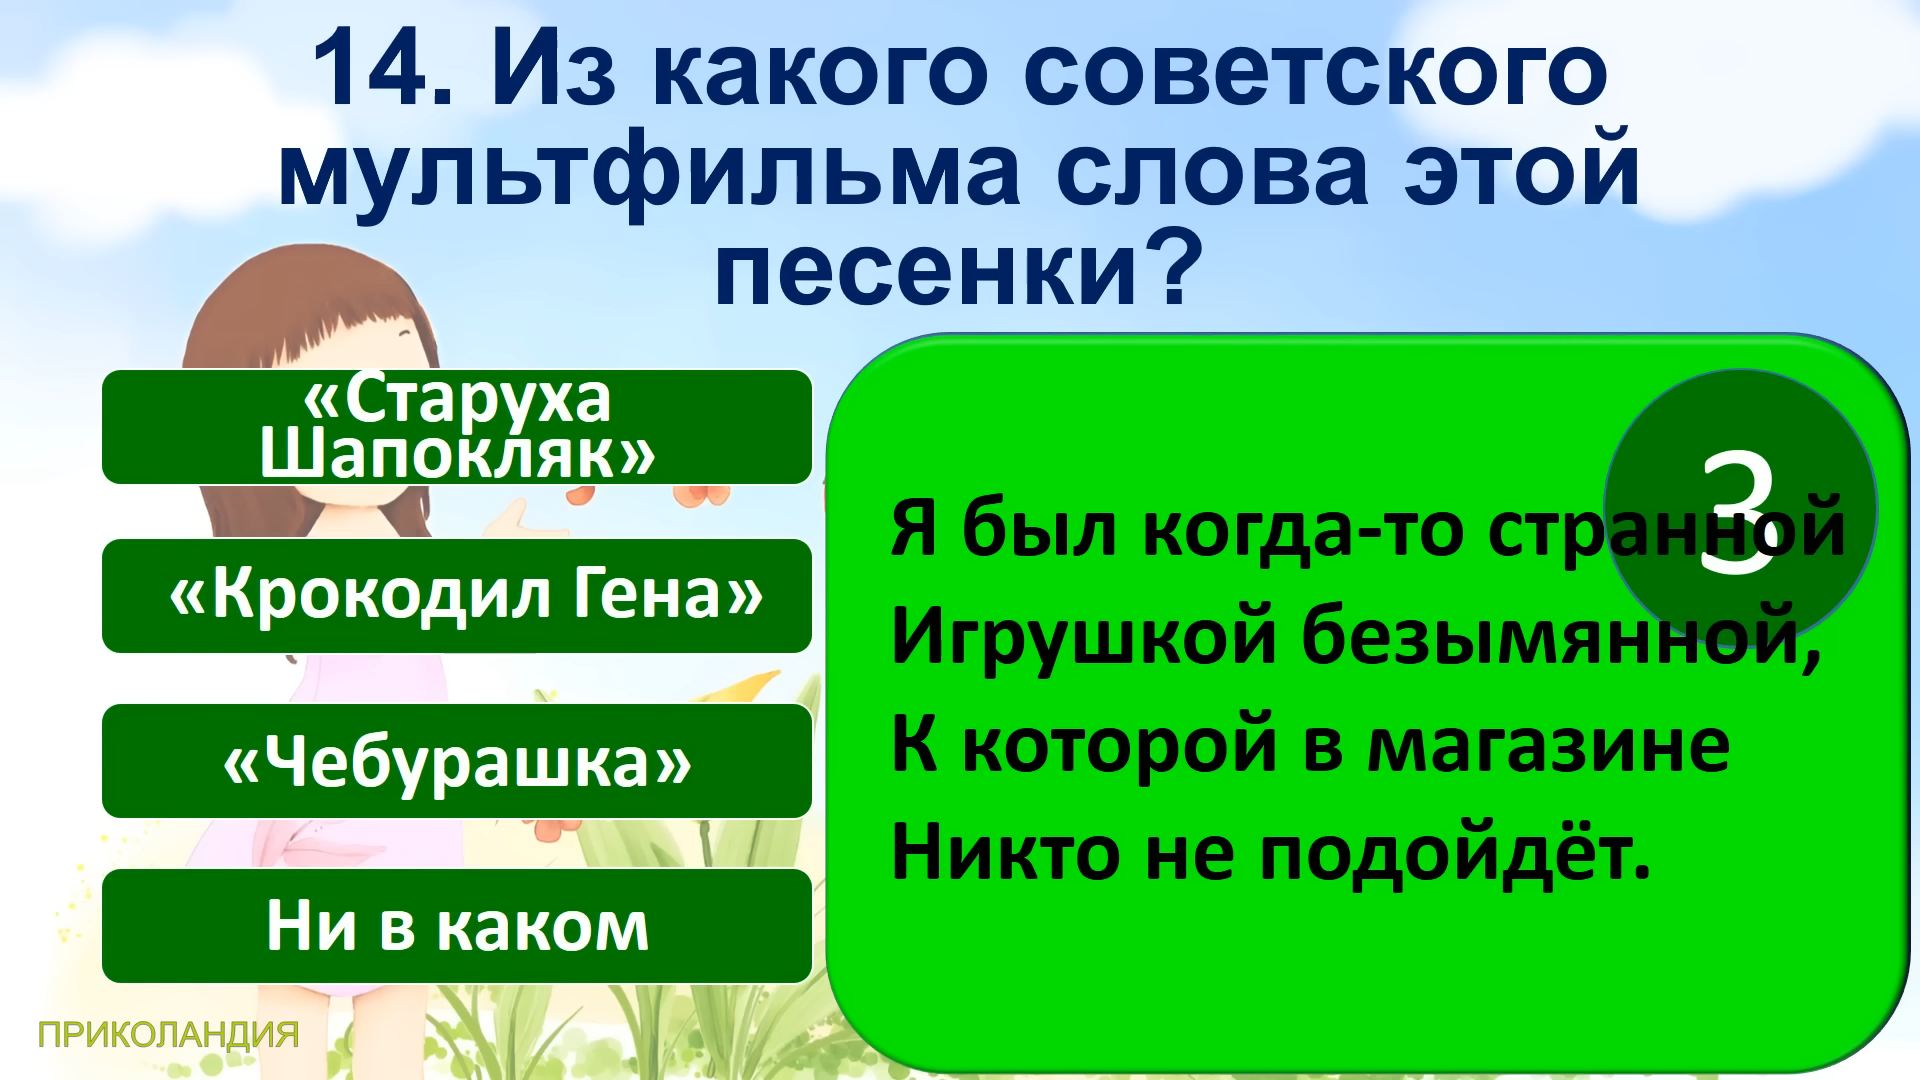 14. Из какого советского
мультфильма слова этой
песенки?
«Старуха
Шапокляк»
«Крокодил Гена»
«Чебурашка»
Ни в каком
3
Я был когда-то странной
Игрушкой безымянной,
К которой в магазине
Никто не подойдёт.
ПРИКОЛАНДИЯ